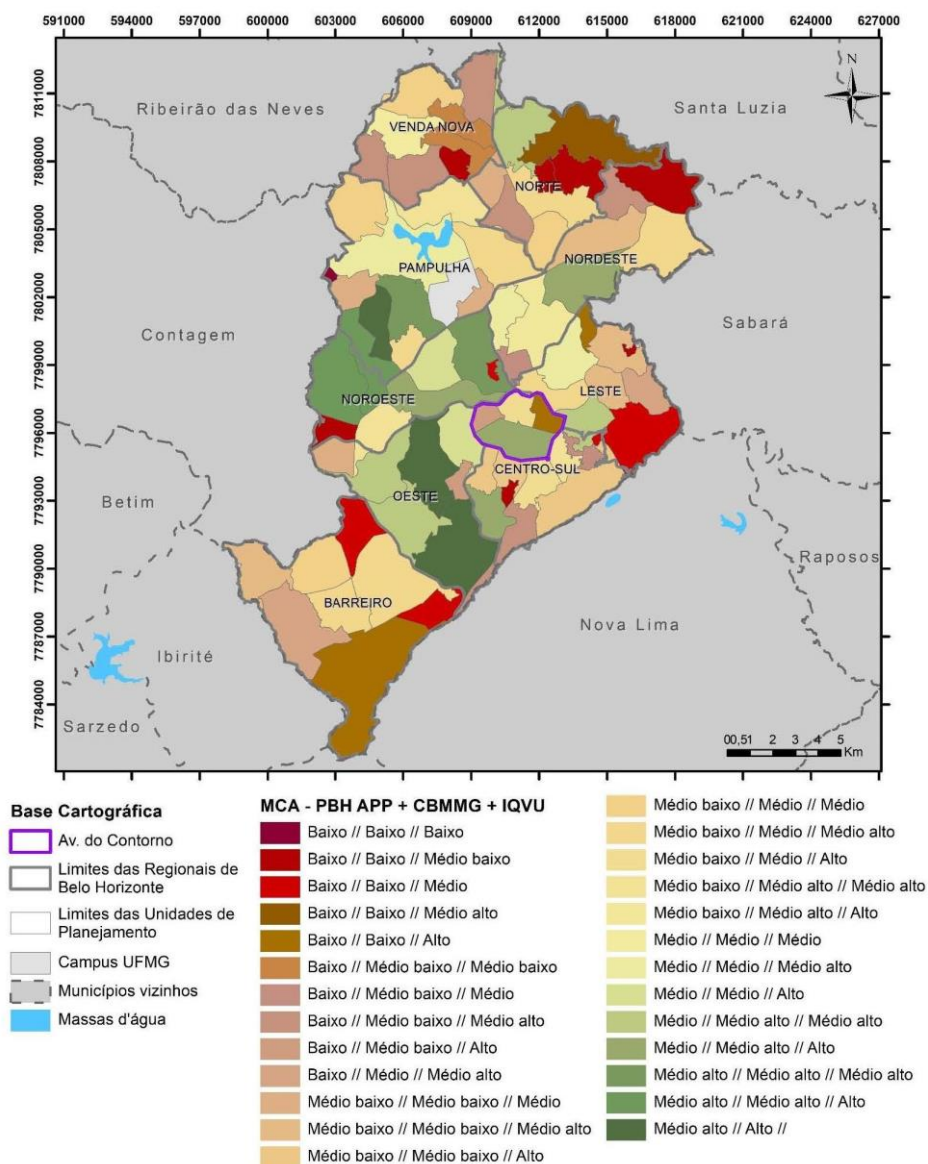 591000 594000 597000 600000 603000 606000 609000 612000 615000 618000 621000 624000 627000
7811000
7808000
7805000
7802000
7799000
7796000
7793000
7790000
7787000
7784000
N
Ribeirão das Neves
Santa Luzia
VENDA NOVA
NORTE
NORDESTE
PAMPULHA
Contagem
Sabará
NOROESTE
LESTE
CENTRO-SUL
OESTE
Betim
Raposos
BARREIRO
Nova Lima
Ibirité
Sarzedo
00,51 2 3 4 5
Km
Base Cartográfica
Av. do Contorno
Limites das Regionais de
Belo Horizonte
Limites das Unidades de
Planejamento
Campus UFMG
Municípios vizinhos
Massas d'água
MCA - PBH APP + CBMMG + IQVU
Baixo // Baixo // Baixo
Baixo // Baixo // Médio baixo
Baixo // Baixo // Médio
Baixo // Baixo // Médio alto
Baixo // Baixo // Alto
Baixo // Médio baixo // Médio baixo
Baixo // Médio baixo // Médio
Baixo // Médio baixo // Médio alto
Baixo // Médio baixo // Alto
Baixo // Médio // Médio alto
Médio baixo // Médio baixo // Médio
Médio baixo // Médio baixo // Médio alto
Médio baixo // Médio baixo // Alto
Médio baixo // Médio // Médio
Médio baixo // Médio // Médio alto
Médio baixo // Médio // Alto
Médio baixo // Médio alto // Médio alto
Médio baixo // Médio alto // Alto
Médio // Médio // Médio
Médio // Médio // Médio alto
Médio // Médio // Alto
Médio // Médio alto // Médio alto
Médio // Médio alto // Alto
Médio alto // Médio alto // Médio alto
Médio alto // Médio alto // Alto
Médio alto // Alto //